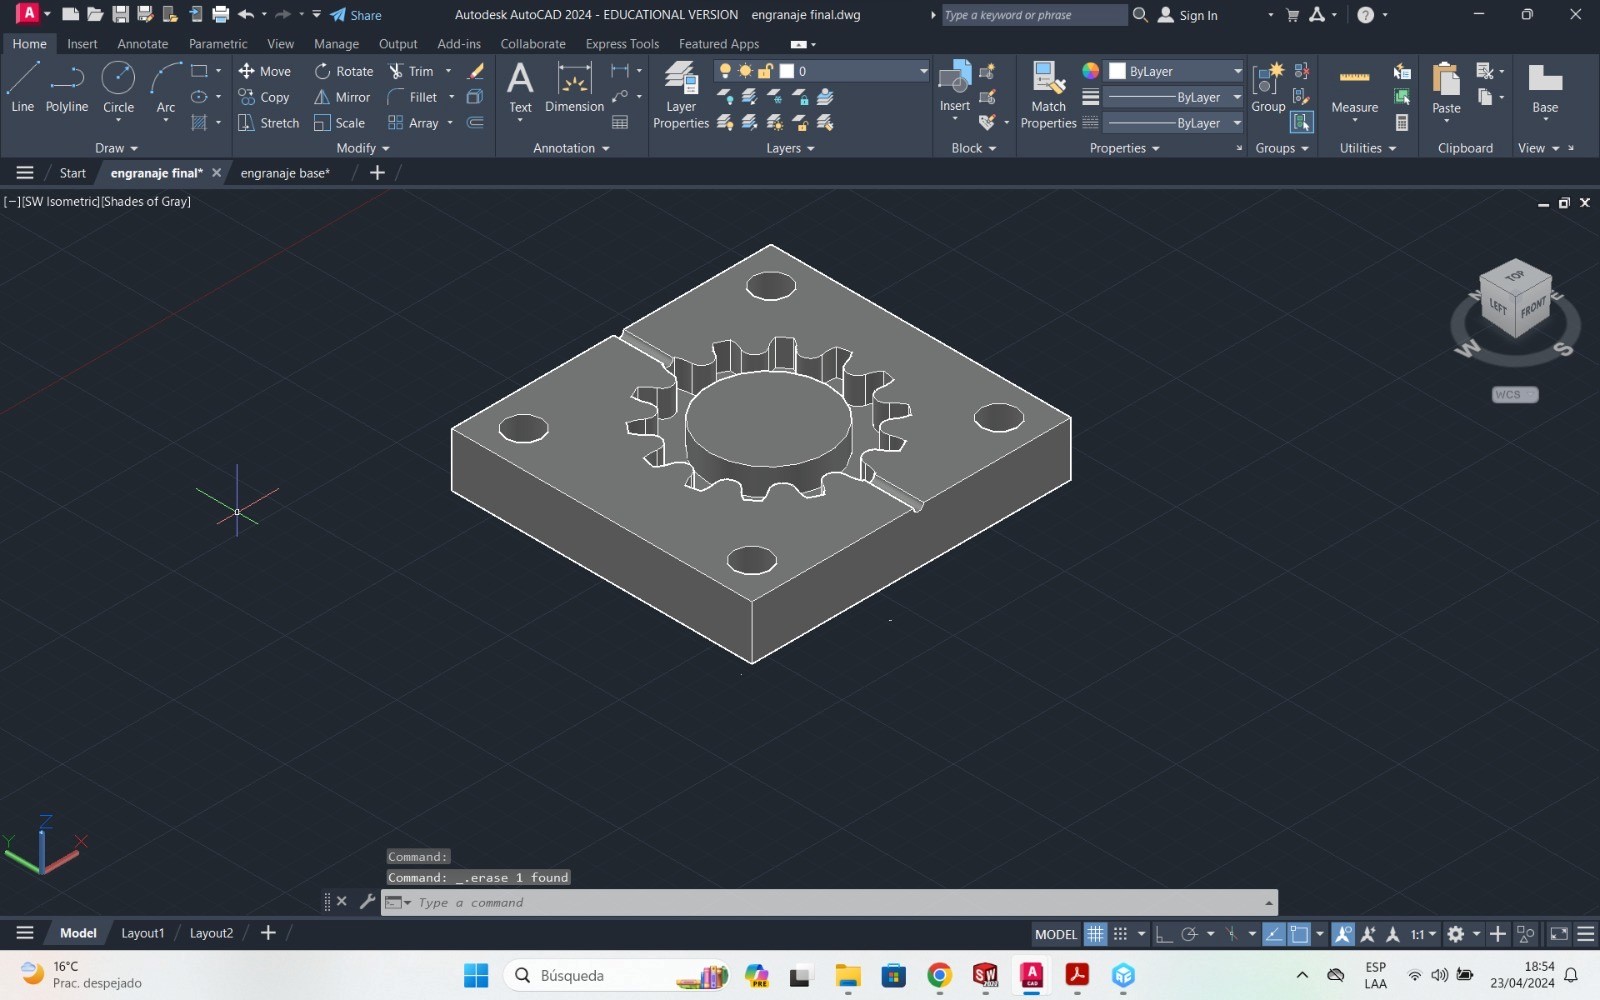 A CAD
Share
Autodesk AutoCAD 2024 - EDUCATIONAL VERSION engranaje final.dwg
Type a keyword or phrase
Sign In
Home Insert Annotate Parametric View Manage Output Add-ins Collaborate Express Tools Featured Apps
Line Polyline Circle Arc
Move Rotate Trim
Copy Mirror Fillet
Stretch Scale Array
Text Dimension
Layer Properties
0
Insert
Match Properties
ByLayer
ByLayer
ByLayer
Group
Measure
Paste
Base
Draw Modify Annotation Layers Block Properties Groups Utilities Clipboard View
Start engranaje final* engranaje base*
[−][SW Isometric][Shades of Gray]
TOP
LEFT FRONT
W S
WCS
Z
Y X
Command:
Command: _.erase 1 found
Type a command
Model Layout1 Layout2
MODEL 1:1
16°C
Prac. despejado
Búsqueda
PRE
SW
2020
A
CAD
ESP
LAA
18:54
23/04/2024